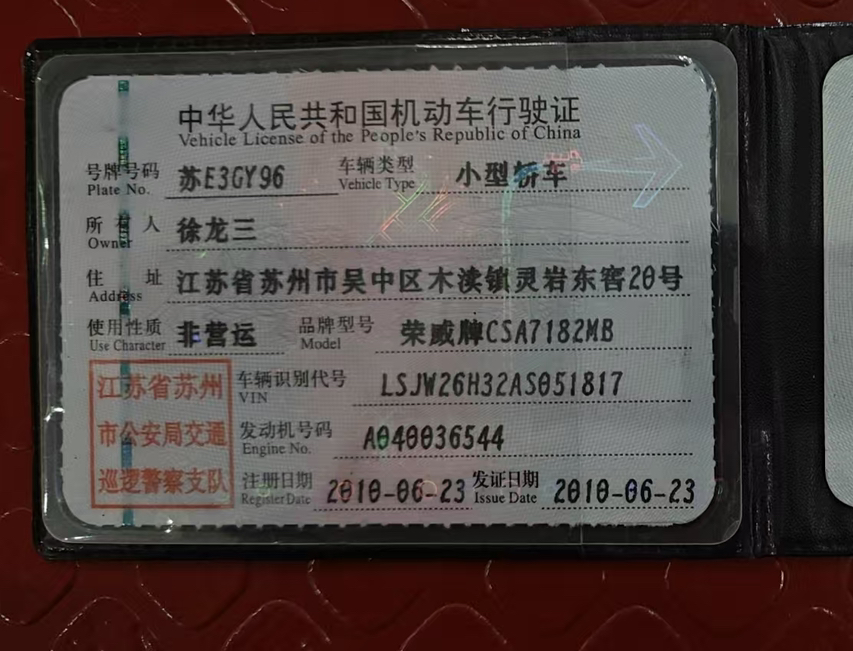 中华人民共和国机动车行驶证
Vehicle License of the People's Republic of China
号牌号码 苏E3GY96 车辆类型 小型轿车
Plate No. Vehicle Type
所有人 徐龙三
Owner
住址 江苏省苏州市吴中区木渎镇灵岩东窑20号
Address
使用性质 非营运 品牌型号 荣威牌CSA7182MB
Use Character Model
江苏省苏州 车辆识别代号 LSJW26H32AS051817
VIN
市公安局交通 发动机号码 A040036544
Engine No.
巡逻警察支队 注册日期 2010-06-23 发证日期 2010-06-23
Register Date Issue Date